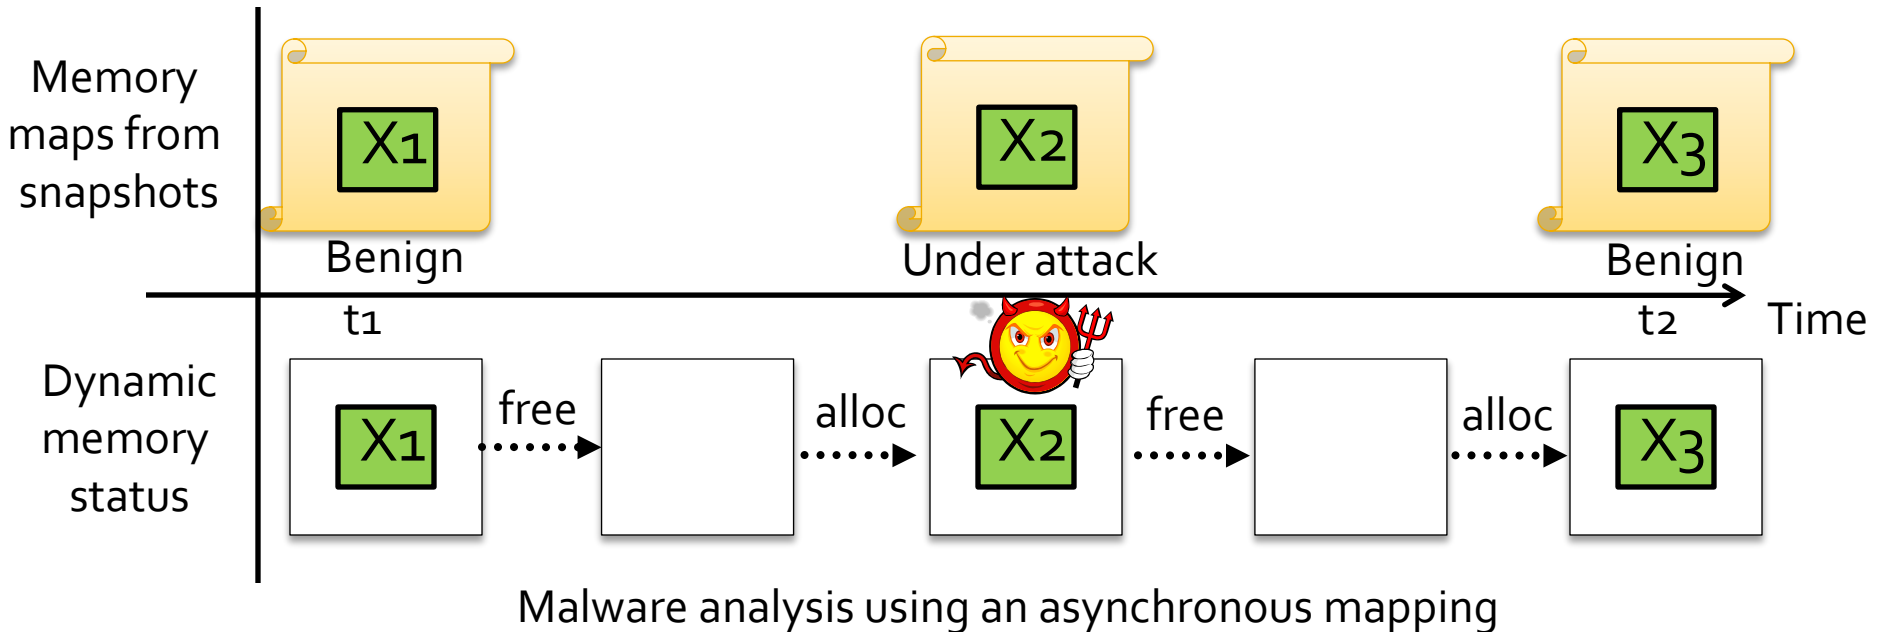 Memory
maps from
snapshots
X1
X2
X3
Benign
Under attack
Benign
t1
t2
Time
Dynamic
memory
status
X1
free
alloc
X2
free
alloc
X3
Malware analysis using an asynchronous mapping